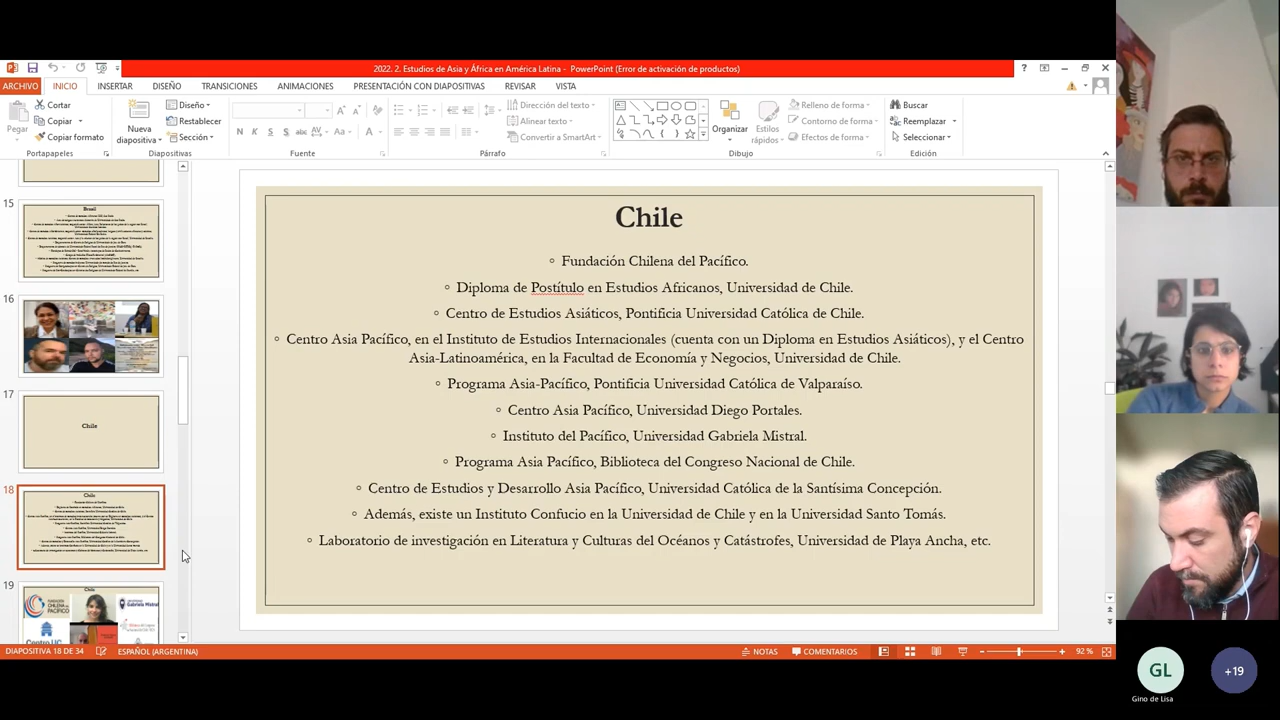 2022. 2. Estudios de Asia y África en América Latina - PowerPoint (Error de activación de productos)
ARCHIVO INICIO INSERTAR DISEÑO TRANSICIONES ANIMACIONES PRESENTACIÓN CON DIAPOSITIVAS REVISAR VISTA
Cortar
Copiar
Copiar formato
Pegar
Portapapeles
Nueva
diapositiva
Diseño
Restablecer
Sección
Diapositivas
Fuente
Dirección del texto
Alinear texto
Convertir a SmartArt
Párrafo
Organizar
Estilos
rápidos
Relleno de forma
Contorno de forma
Efectos de forma
Dibujo
Buscar
Reemplazar
Seleccionar
Edición
15
Brasil
16
17
Chile
18
Chile
19
Chile
FUNDACIÓN
CHILENA DEL
PACÍFICO
Gabriela Mistral
Centro UC
Chile
Fundación Chilena del Pacífico.
Diploma de Postítulo en Estudios Africanos, Universidad de Chile.
Centro de Estudios Asiáticos, Pontificia Universidad Católica de Chile.
Centro Asia Pacífico, en el Instituto de Estudios Internacionales (cuenta con un Diploma en Estudios Asiáticos), y el Centro
Asia-Latinoamérica, en la Facultad de Economía y Negocios, Universidad de Chile.
Programa Asia-Pacífico, Pontificia Universidad Católica de Valparaíso.
Centro Asia Pacífico, Universidad Diego Portales.
Instituto del Pacífico, Universidad Gabriela Mistral.
Programa Asia Pacífico, Biblioteca del Congreso Nacional de Chile.
Centro de Estudios y Desarrollo Asia Pacífico, Universidad Católica de la Santísima Concepción.
Además, existe un Instituto Confucio en la Universidad de Chile y en la Universidad Santo Tomás.
Laboratorio de investigación en Literatura y Culturas del Océanos y Catástrofes, Universidad de Playa Ancha, etc.
DIAPOSITIVA 18 DE 34 ESPAÑOL (ARGENTINA) NOTAS COMENTARIOS 92 %
GL
Gino de Lisa
+19